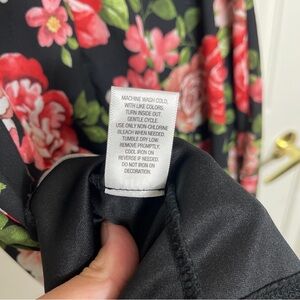 MACHINE WASH COLD,
WITH LIKE COLORS.
TURN INSIDE OUT.
GENTLE CYCLE.
USE ONLY NON-CHLORINE
BLEACH WHEN NEEDED.
TUMBLE DRY LOW.
REMOVE PROMPTLY.
COOL IRON ON
REVERSE IF NEEDED.
DO NOT IRON ON
DECORATION.